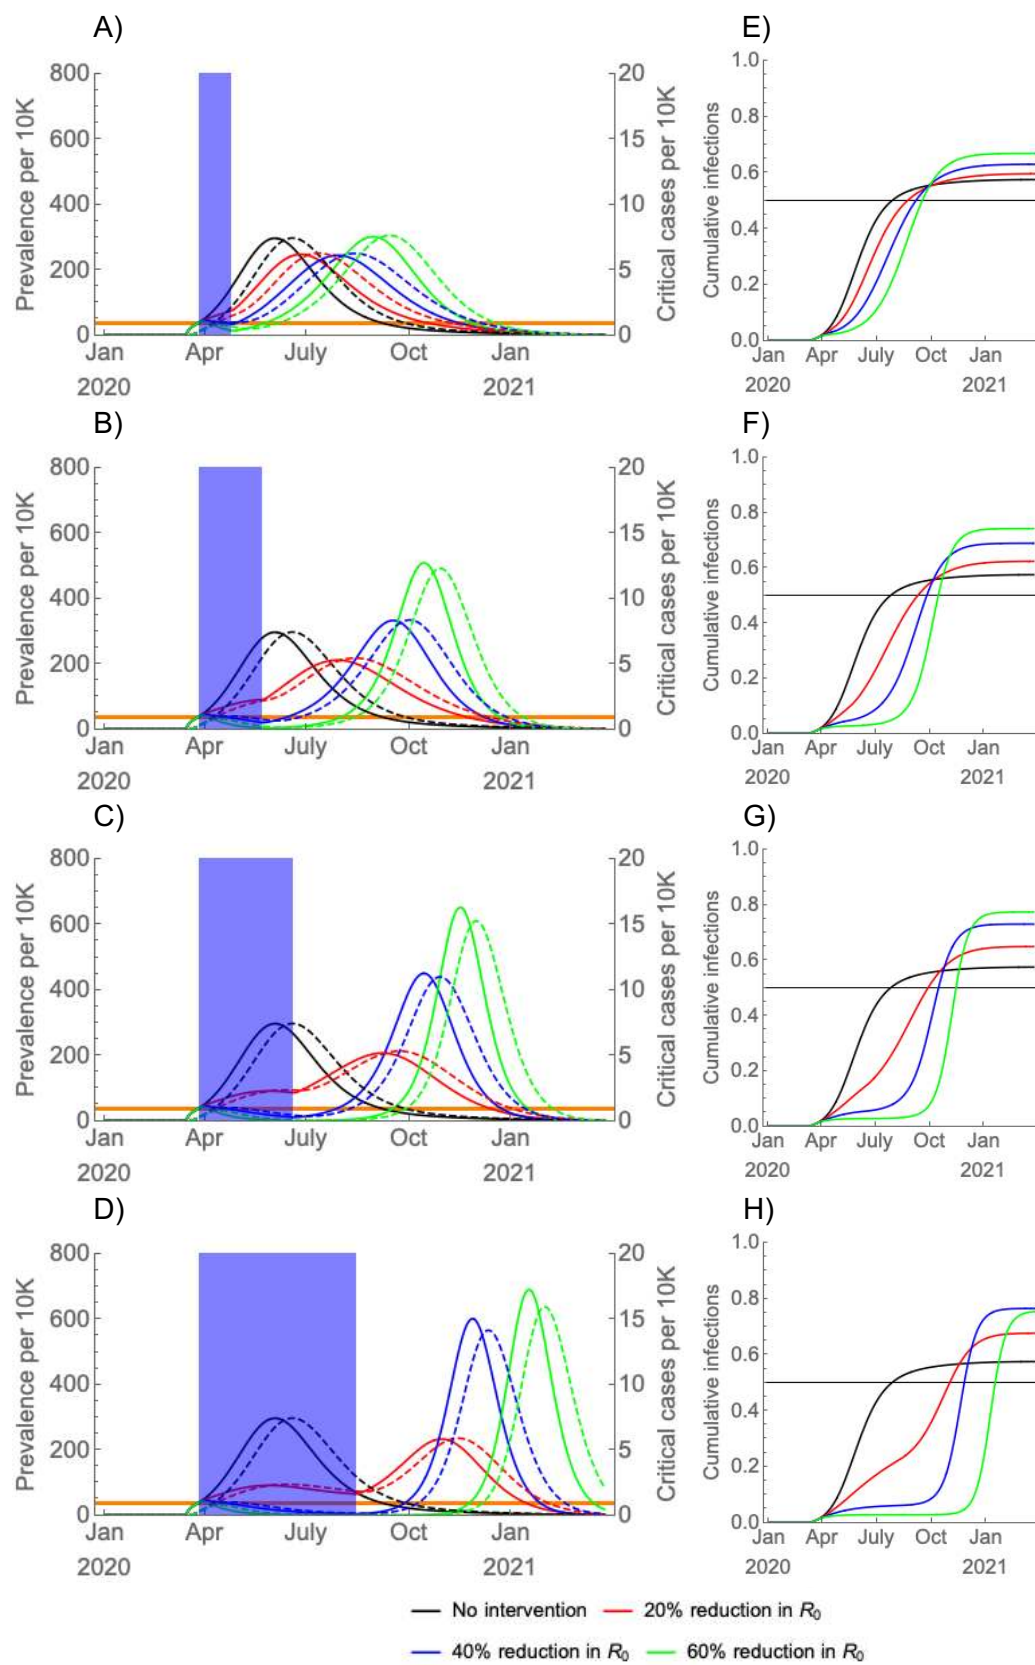 A)
E)
Prevalence per 10K
800
600
400
200
0
20
15
10
5
0
Critical cases per 10K
Jan Apr July Oct Jan
2020 2021
Cumulative infections
1.0
0.8
0.6
0.4
0.2
0.0
Jan Apr July Oct Jan
2020 2021
B)
F)
Prevalence per 10K
800
600
400
200
0
20
15
10
5
0
Critical cases per 10K
Jan Apr July Oct Jan
2020 2021
Cumulative infections
1.0
0.8
0.6
0.4
0.2
0.0
Jan Apr July Oct Jan
2020 2021
C)
G)
Prevalence per 10K
800
600
400
200
0
20
15
10
5
0
Critical cases per 10K
Jan Apr July Oct Jan
2020 2021
Cumulative infections
1.0
0.8
0.6
0.4
0.2
0.0
Jan Apr July Oct Jan
2020 2021
D)
H)
Prevalence per 10K
800
600
400
200
0
20
15
10
5
0
Critical cases per 10K
Jan Apr July Oct Jan
2020 2021
Cumulative infections
1.0
0.8
0.6
0.4
0.2
0.0
Jan Apr July Oct Jan
2020 2021
No intervention 20% reduction in R₀
40% reduction in R₀ 60% reduction in R₀